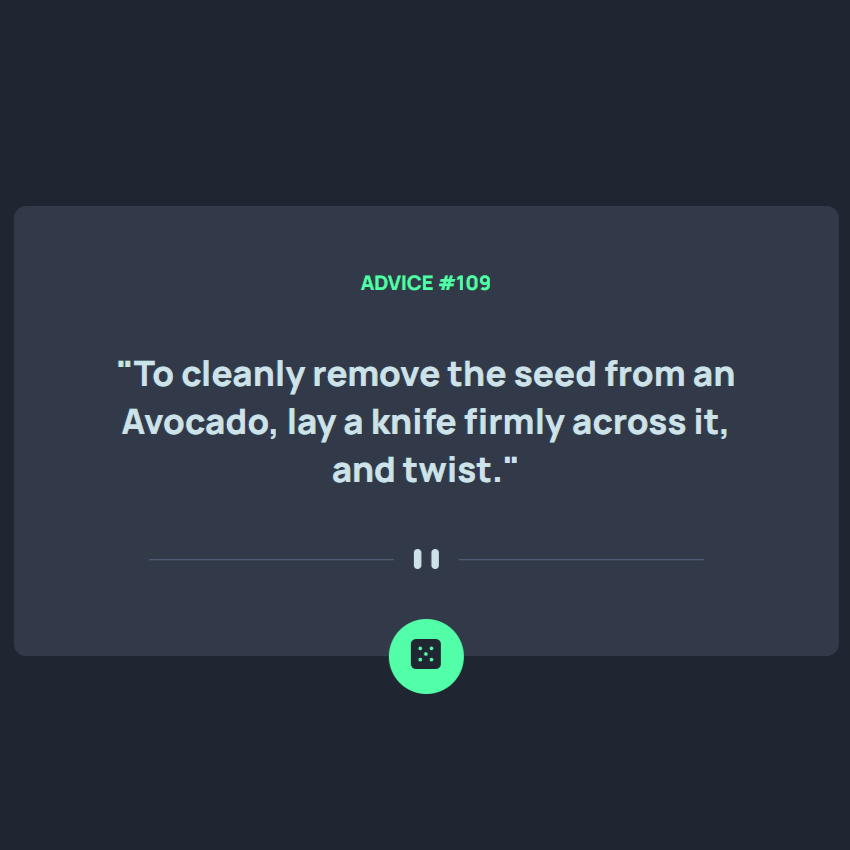 ADVICE #109
"To cleanly remove the seed from an
Avocado, lay a knife firmly across it,
and twist."